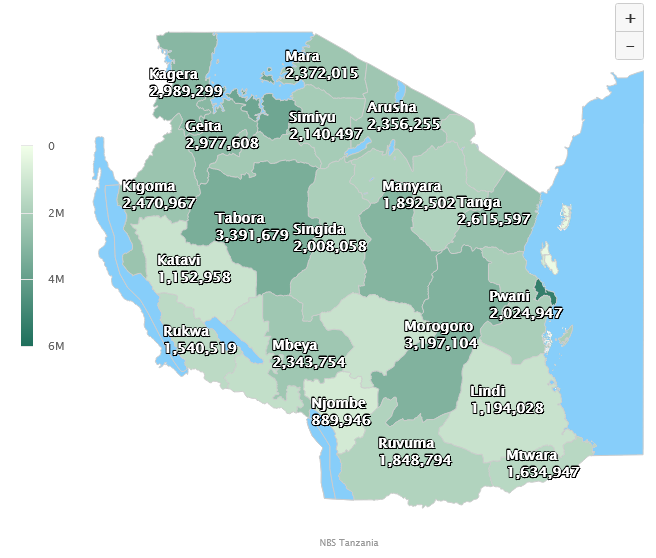 +
−
Mara
2,372,015
Kagera
2,989,299
Arusha
2,356,255
Simiyu
2,140,497
Geita
2,977,608
0
Kigoma
2,470,967
Manyara
1,892,502
Tanga
2,615,597
2M
Tabora
3,391,679
Singida
2,008,058
Katavi
1,152,958
4M
Pwani
2,024,947
Rukwa
1,540,519
Morogoro
3,197,104
6M
Mbeya
2,343,754
Lindi
1,194,028
Njombe
889,946
Ruvuma
1,848,794
Mtwara
1,634,947
NBS Tanzania